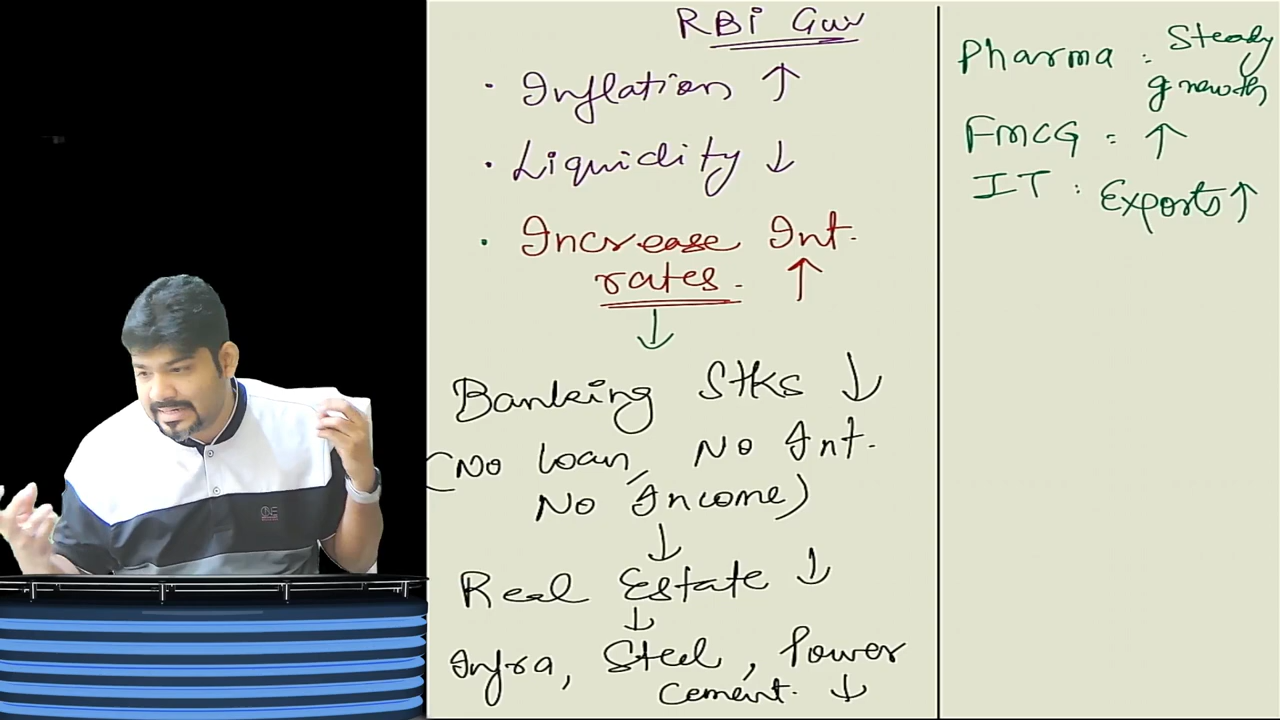 RBI Guv
• Inflation ↑
• Liquidity ↓
• Increase Int.
rates. ↑
↓
Banking Stks ↓
(No loan, No Int.
No Income)
↓
Real Estate ↓
↓
Infra, Steel, Power
cement. ↓
Pharma : Steady
growth
FMCG = ↑
IT : Exports ↑